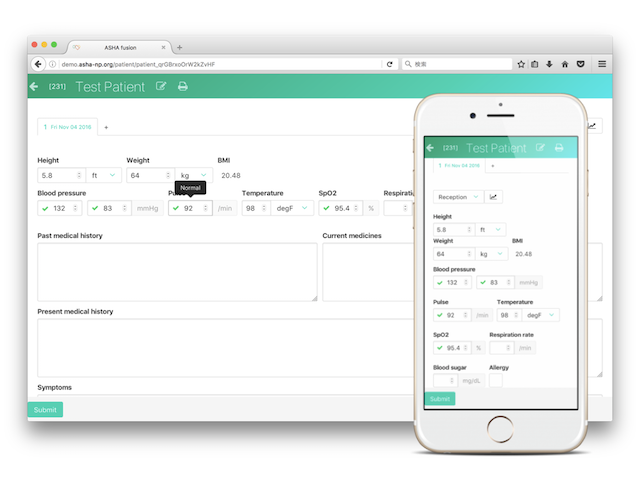 ASHA fusion
demo.asha-np.org/patient/patient_qrGBrxoOrW2kZvHF
検索
[231] Test Patient
1 Fri Nov 04 2016 +
Height Weight BMI
5.8 ft 64 kg 20.48
Normal
Blood pressure Pulse Temperature SpO2 Respiratio
132 83 mmHg 92 /min 98 degF 95.4 %
Past medical history Current medicines
Present medical history
Symptoms
Submit
[231] Test Patient
1 Fri Nov 04 2016 +
Reception
Height
5.8 ft
Weight BMI
64 kg 20.48
Blood pressure
132 83 mmHg
Pulse Temperature
92 /min 98 degF
SpO2 Respiration rate
95.4 % /min
Blood sugar Allergy
mg/dL
Submit